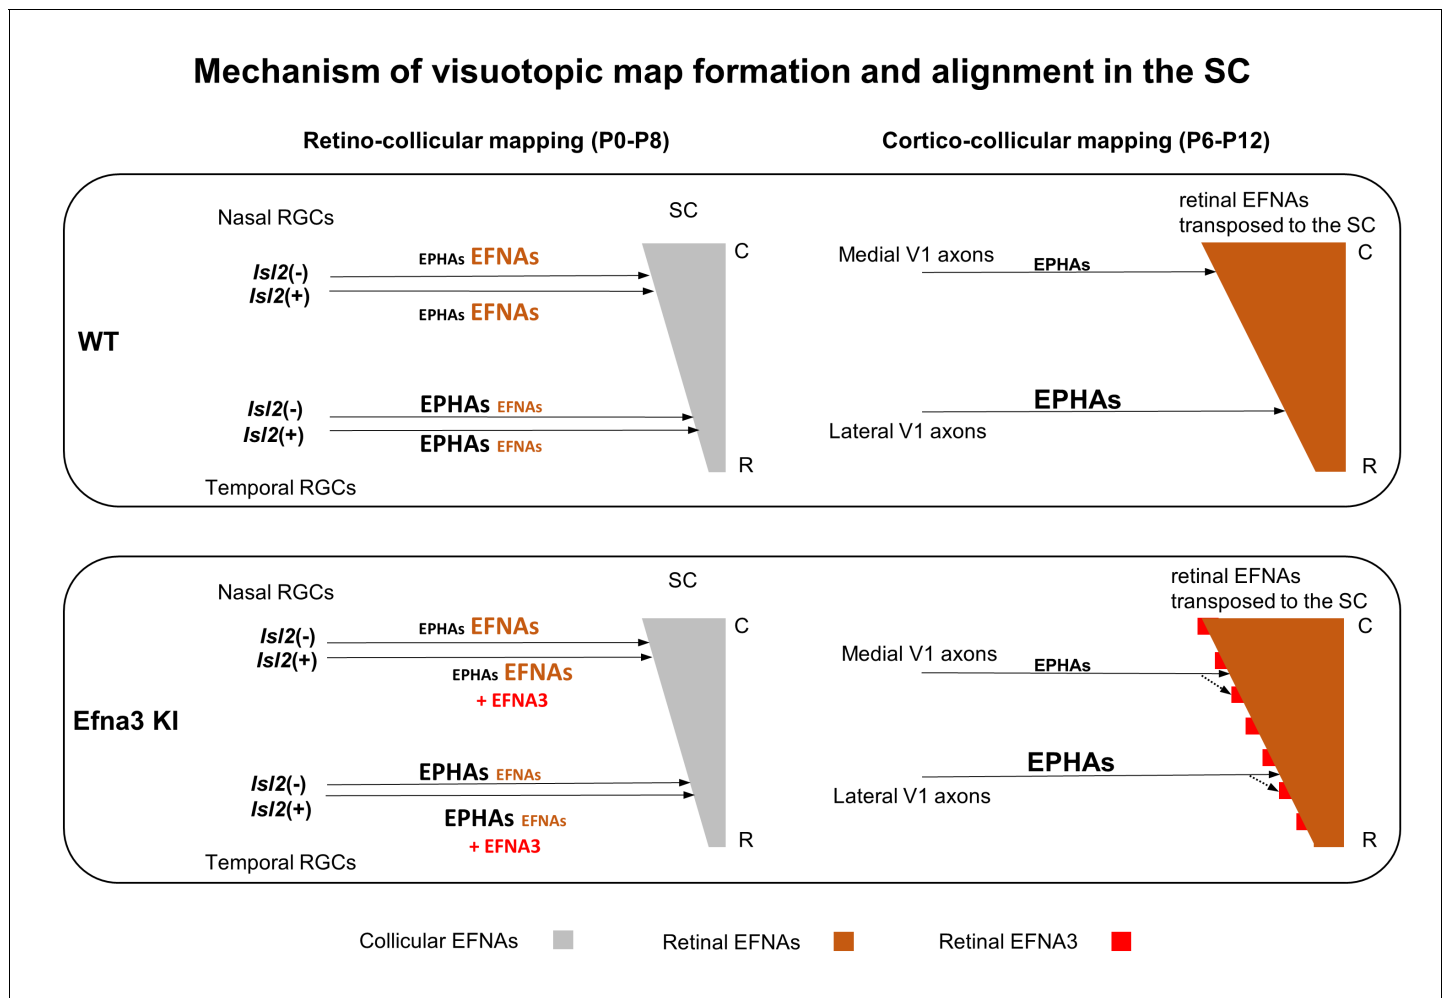 Mechanism of visuotopic map formation and alignment in the SC
Retino-collicular mapping (P0-P8)
Cortico-collicular mapping (P6-P12)
WT
Nasal RGCs
SC
Isl2(-)
Isl2(+)
EPHAs EFNAs
EPHAs EFNAs
C
Isl2(-)
Isl2(+)
EPHAs EFNAs
EPHAs EFNAs
R
Temporal RGCs
retinal EFNAs
transposed to the SC
Medial V1 axons
EPHAs
C
EPHAs
Lateral V1 axons
R
Efna3 KI
Nasal RGCs
SC
Isl2(-)
Isl2(+)
EPHAs EFNAs
EPHAs EFNAs
+ EFNA3
C
Isl2(-)
Isl2(+)
EPHAs EFNAs
EPHAs EFNAs
+ EFNA3
R
Temporal RGCs
retinal EFNAs
transposed to the SC
C
Medial V1 axons
EPHAs
EPHAs
Lateral V1 axons
R
Collicular EFNAs
Retinal EFNAs
Retinal EFNA3